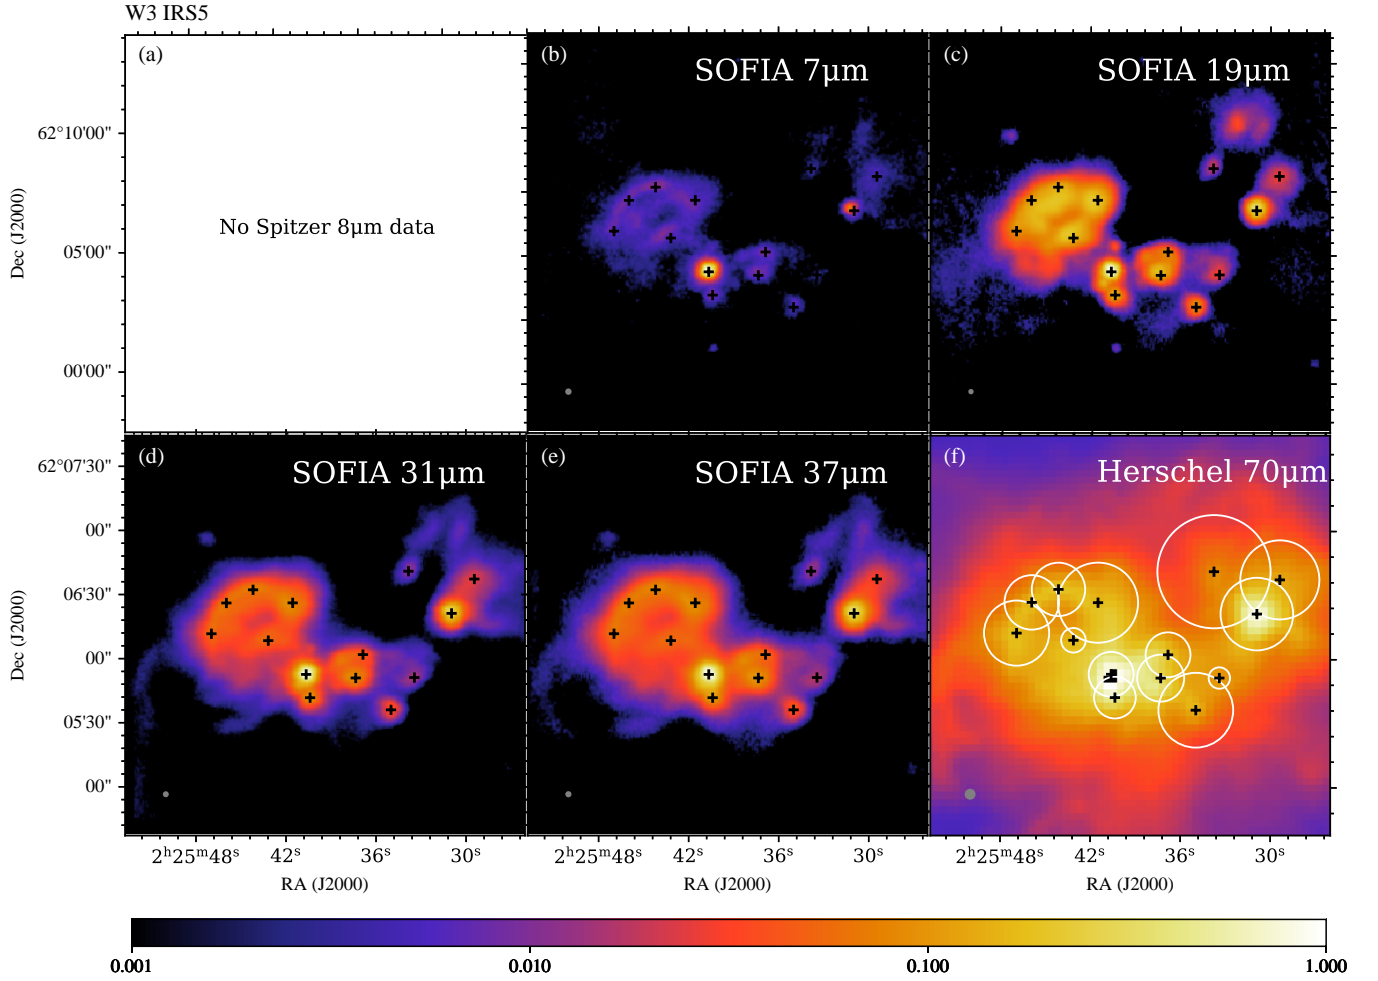 W3 IRS5
(a)
No Spitzer 8μm data
(b)
SOFIA 7μm
(c)
SOFIA 19μm
62°10'00"
05'00"
00'00"
Dec (J2000)
(d)
SOFIA 31μm
(e)
SOFIA 37μm
(f)
Herschel 70μm
62°07'30"
00"
06'30"
00"
05'30"
00"
Dec (J2000)
2ʰ25ᵐ48ˢ 42ˢ 36ˢ 30ˢ
RA (J2000)
2ʰ25ᵐ48ˢ 42ˢ 36ˢ 30ˢ
RA (J2000)
2ʰ25ᵐ48ˢ 42ˢ 36ˢ 30ˢ
RA (J2000)
0.001 0.010 0.100 1.000